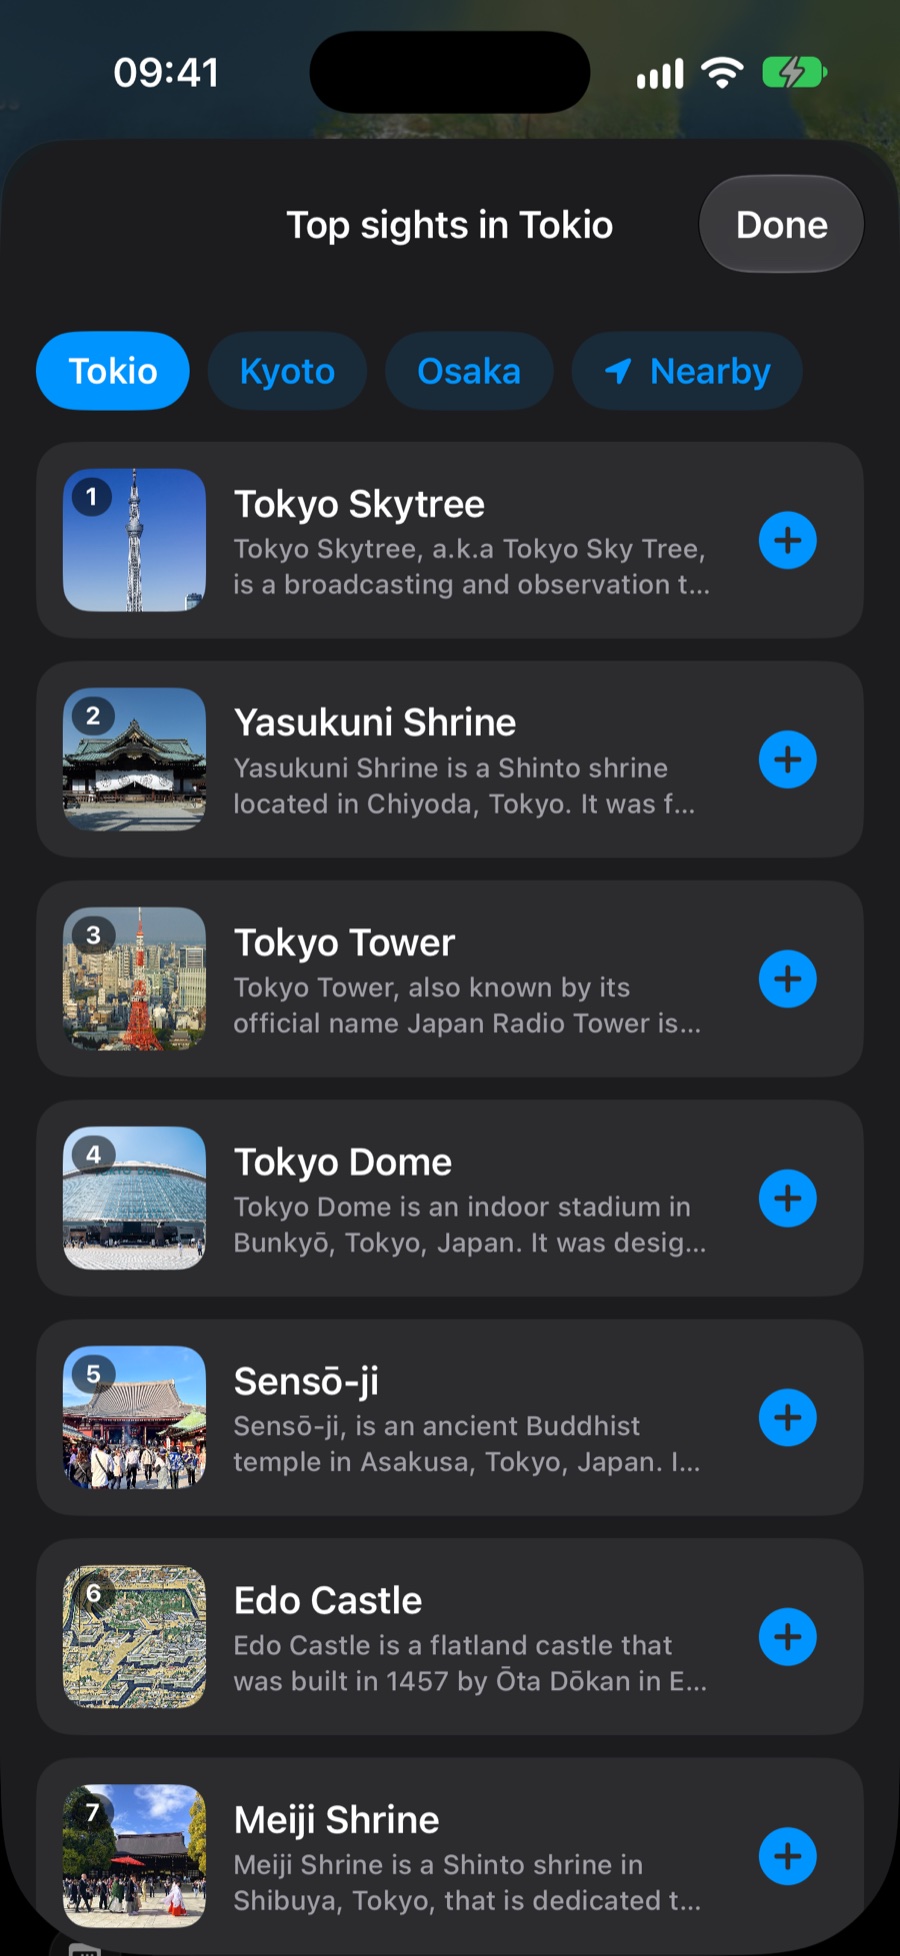 09:41
Top sights in Tokio
Done
Tokio
Kyoto
Osaka
Nearby
1
Tokyo Skytree
Tokyo Skytree, a.k.a Tokyo Sky Tree,
is a broadcasting and observation t...
2
Yasukuni Shrine
Yasukuni Shrine is a Shinto shrine
located in Chiyoda, Tokyo. It was f...
3
Tokyo Tower
Tokyo Tower, also known by its
official name Japan Radio Tower is...
4
Tokyo Dome
Tokyo Dome is an indoor stadium in
Bunkyō, Tokyo, Japan. It was desig...
5
Sensō-ji
Sensō-ji, is an ancient Buddhist
temple in Asakusa, Tokyo, Japan. I...
6
Edo Castle
Edo Castle is a flatland castle that
was built in 1457 by Ōta Dōkan in E...
7
Meiji Shrine
Meiji Shrine is a Shinto shrine in
Shibuya, Tokyo, that is dedicated t...